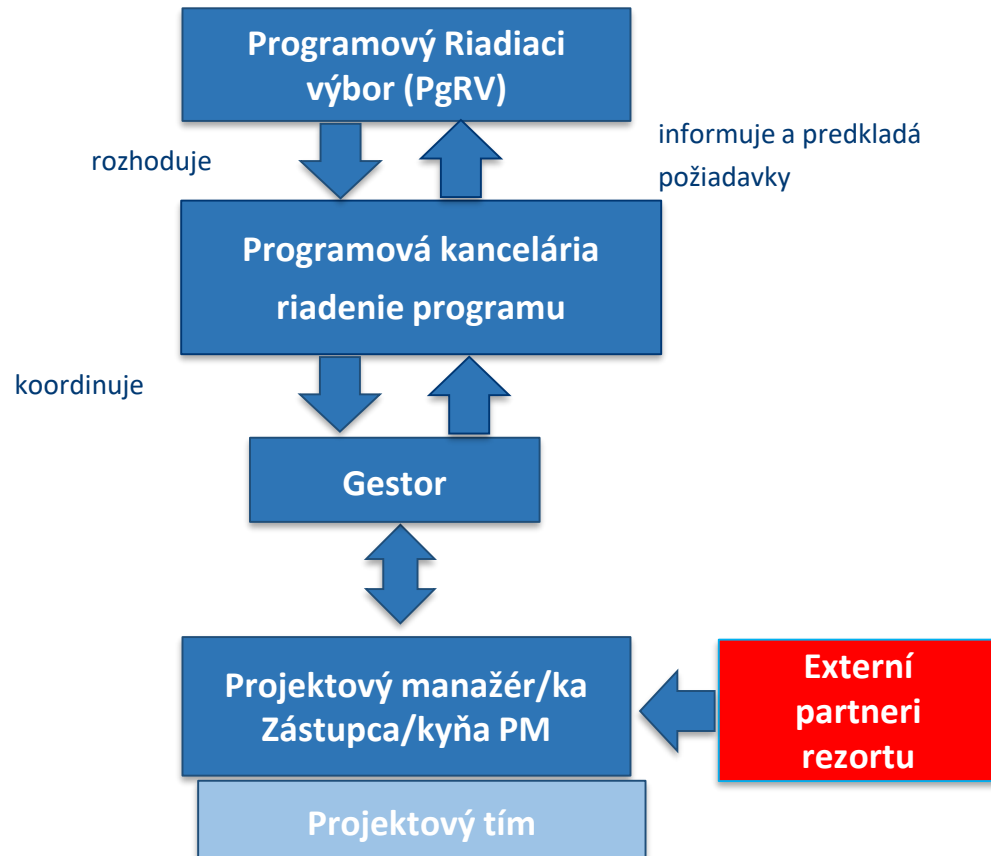 Programový Riadiaci
výbor (PgRV)
rozhoduje
informuje a predkladá
požiadavky
Programová kancelária
riadenie programu
koordinuje
Gestor
Projektový manažér/ka
Zástupca/kyňa PM
Externí
partneri
rezortu
Projektový tím